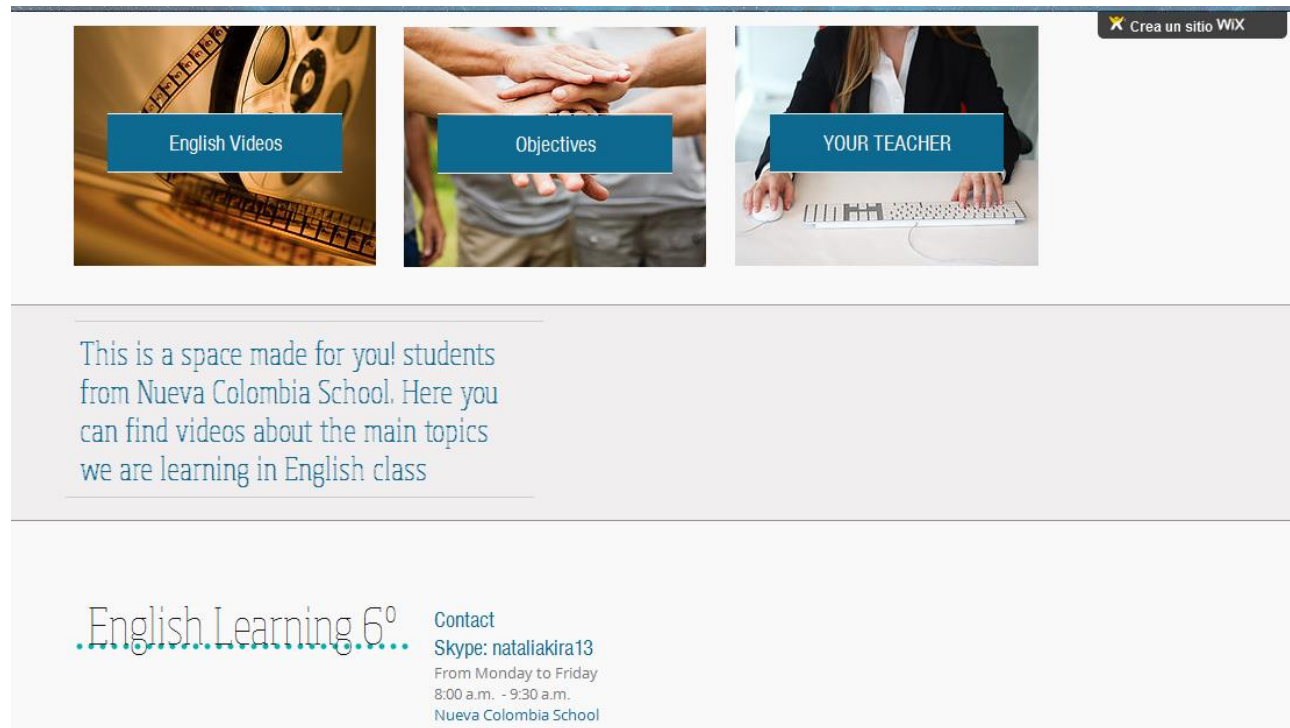 Crea un sitio WiX
English Videos
Objectives
YOUR TEACHER
This is a space made for you! students
from Nueva Colombia School. Here you
can find videos about the main topics
we are learning in English class
English Learning 6º
Contact
Skype: nataliakira13
From Monday to Friday
8:00 a.m. - 9:30 a.m.
Nueva Colombia School